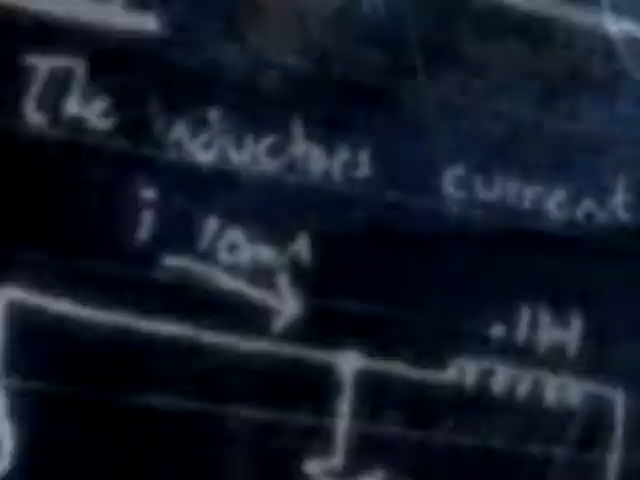 The inductors current
i 10mA
.1H